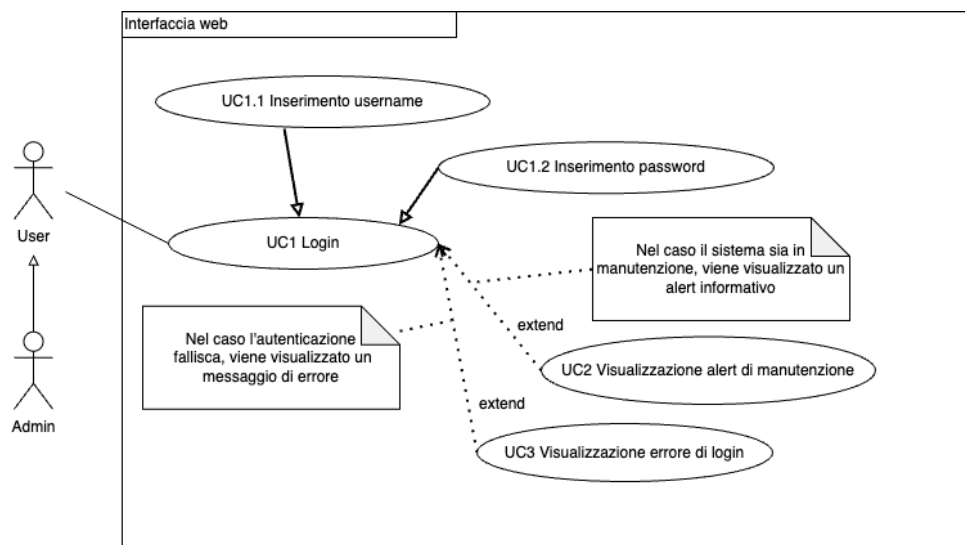 Interfaccia web
UC1.1 Inserimento username
UC1.2 Inserimento password
User
UC1 Login
Nel caso il sistema sia in
manutenzione, viene visualizzato un
alert informativo
Nel caso l'autenticazione
fallisca, viene visualizzato un
messaggio di errore
extend
UC2 Visualizzazione alert di manutenzione
extend
Admin
UC3 Visualizzazione errore di login